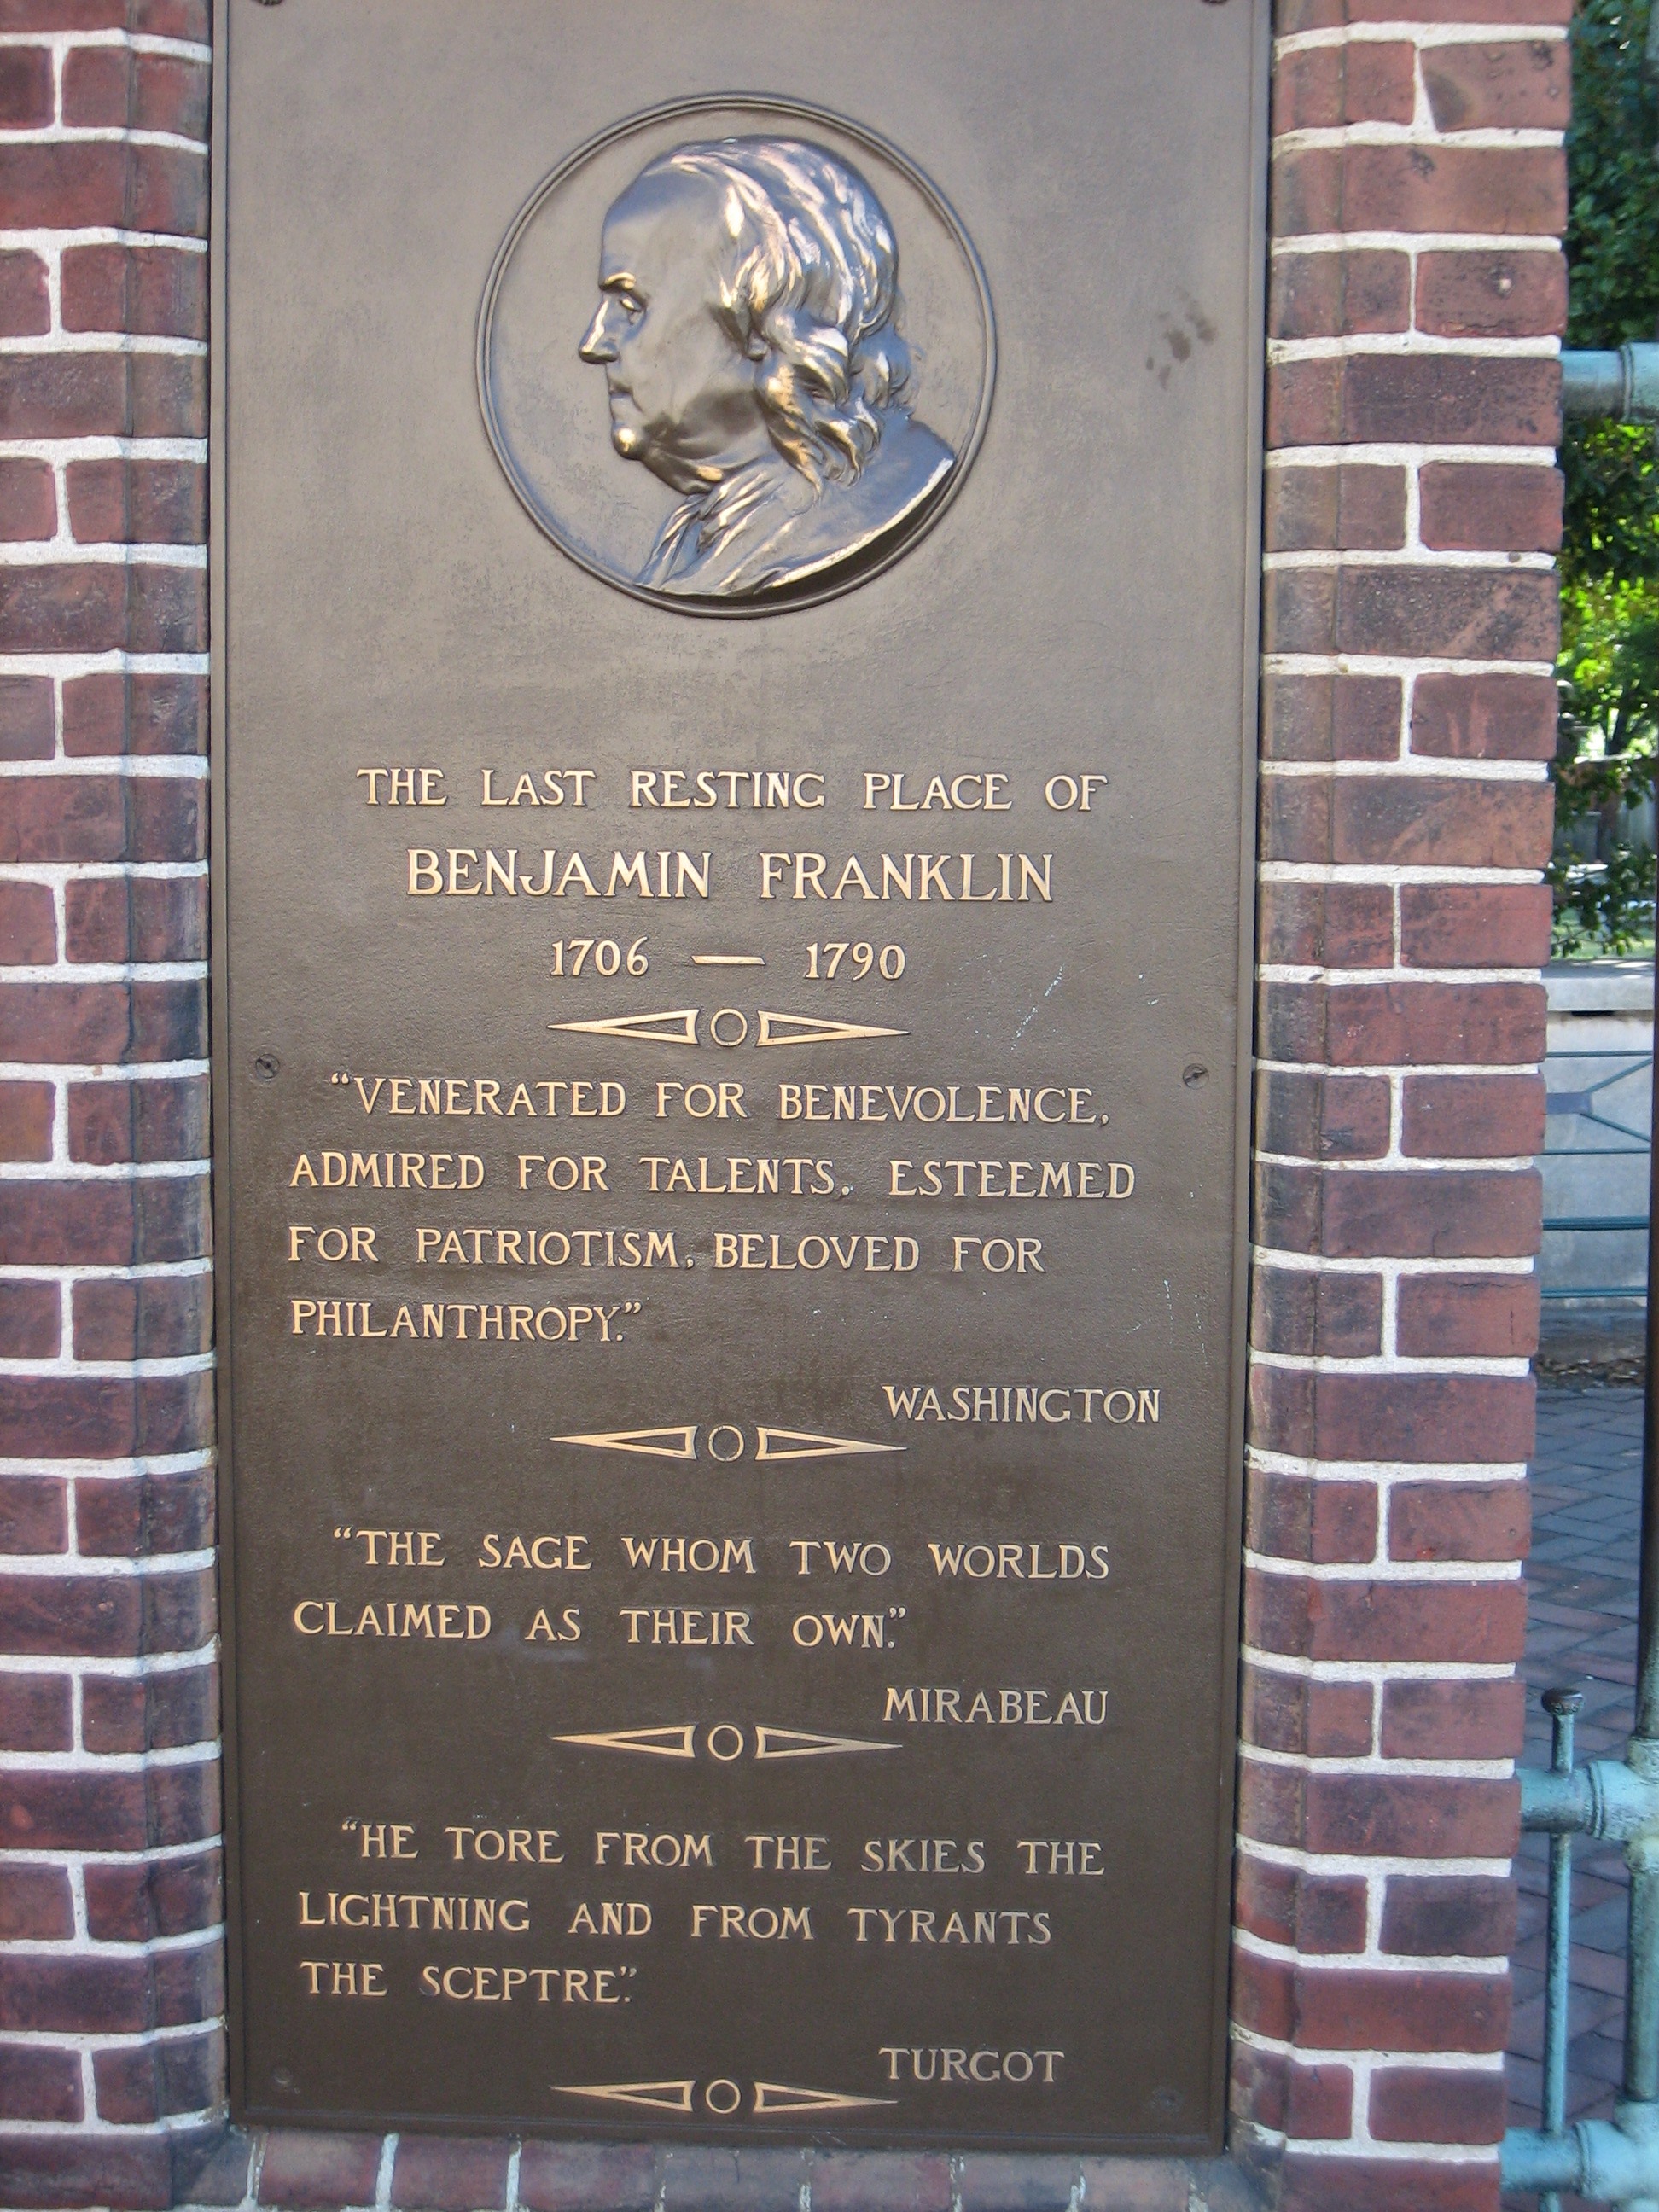 THE LAST RESTING PLACE OF
BENJAMIN FRANKLIN
1706 — 1790
“VENERATED FOR BENEVOLENCE,
ADMIRED FOR TALENTS, ESTEEMED
FOR PATRIOTISM, BELOVED FOR
PHILANTHROPY.”
WASHINGTON
“THE SAGE WHOM TWO WORLDS
CLAIMED AS THEIR OWN.”
MIRABEAU
“HE TORE FROM THE SKIES THE
LIGHTNING AND FROM TYRANTS
THE SCEPTRE.”
TURGOT